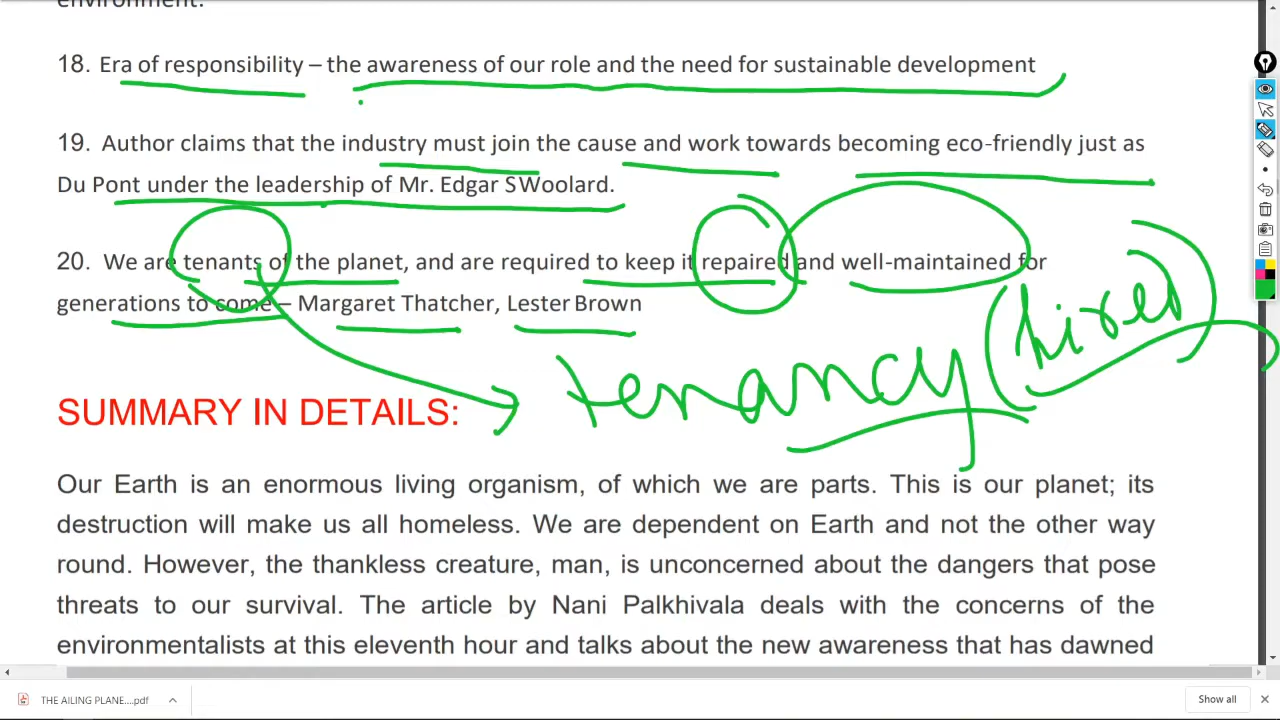 environment.
18. Era of responsibility – the awareness of our role and the need for sustainable development
19. Author claims that the industry must join the cause and work towards becoming eco-friendly just as
Du Pont under the leadership of Mr. Edgar SWoolard.
20. We are tenants of the planet, and are required to keep it repaired and well-maintained for
generations to come – Margaret Thatcher, Lester Brown
tenancy (hired)
SUMMARY IN DETAILS:
Our Earth is an enormous living organism, of which we are parts. This is our planet; its
destruction will make us all homeless. We are dependent on Earth and not the other way
round. However, the thankless creature, man, is unconcerned about the dangers that pose
threats to our survival. The article by Nani Palkhivala deals with the concerns of the
environmentalists at this eleventh hour and talks about the new awareness that has dawned
THE AILING PLANE....pdf
Show all